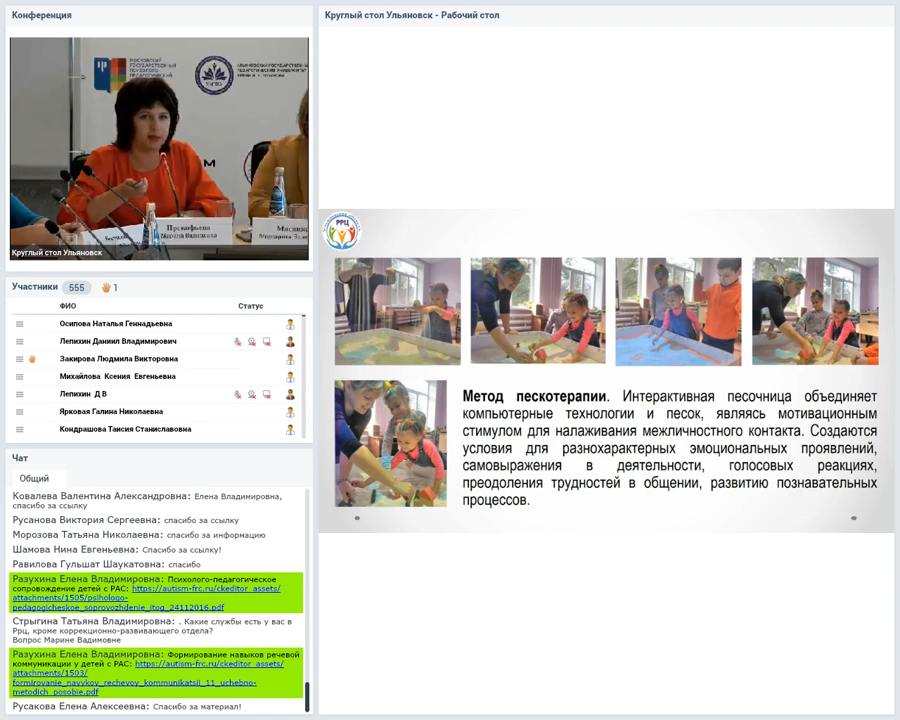 Конференция
МОСКОВСКИЙ
ГОСУДАРСТВЕННЫЙ
ПСИХОЛОГО-
ПЕДАГОГИЧЕСКИЙ
Круглый стол Ульяновск
Участники 555 1
ФИО Статус
Осипова Наталья Геннадьевна
Лепихин Даниил Владимирович
Закирова Людмила Викторовна
Михайлова Ксения Евгеньевна
Лепихин Д В
Ярковая Галина Николаевна
Кондрашова Таисия Станиславовна
Чат
Общий
Ковалева Валентина Александровна: Елена Владимировна,
спасибо за ссылку
Русанова Виктория Сергеевна: спасибо за ссылку
Морозова Татьяна Николаевна: спасибо за информацию
Шамова Нина Евгеньевна: Спасибо за ссылку!
Равилова Гульшат Шаукатовна: спасибо
Разухина Елена Владимировна: Психолого-педагогическое
сопровождение детей с РАС: https://autism-frc.ru/ckeditor_assets/
attachments/1505/psihologo-
pedagogicheskoe_soprovozhdenie_itog_24112016.pdf
Стрыгина Татьяна Владимировна: . Какие службы есть у вас в
Ррц, кроме коррекционно-развивающего отдела?
Вопрос Марине Вадимовне
Разухина Елена Владимировна: Формирование навыков речевой
коммуникации у детей с РАС: https://autism-frc.ru/ckeditor_assets/
attachments/1503/
formirovanie_navykov_rechevoy_kommunikatsii_11_uchebno-
metodich_posobie.pdf
Русакова Елена Алексеевна: Спасибо за материал!
Круглый стол Ульяновск - Рабочий стол
РРЦ
Метод пескотерапии. Интерактивная песочница объединяет
компьютерные технологии и песок, являясь мотивационным
стимулом для налаживания межличностного контакта. Создаются
условия для разнохарактерных эмоциональных проявлений,
самовыражения в деятельности, голосовых реакциях,
преодоления трудностей в общении, развитию познавательных
процессов.